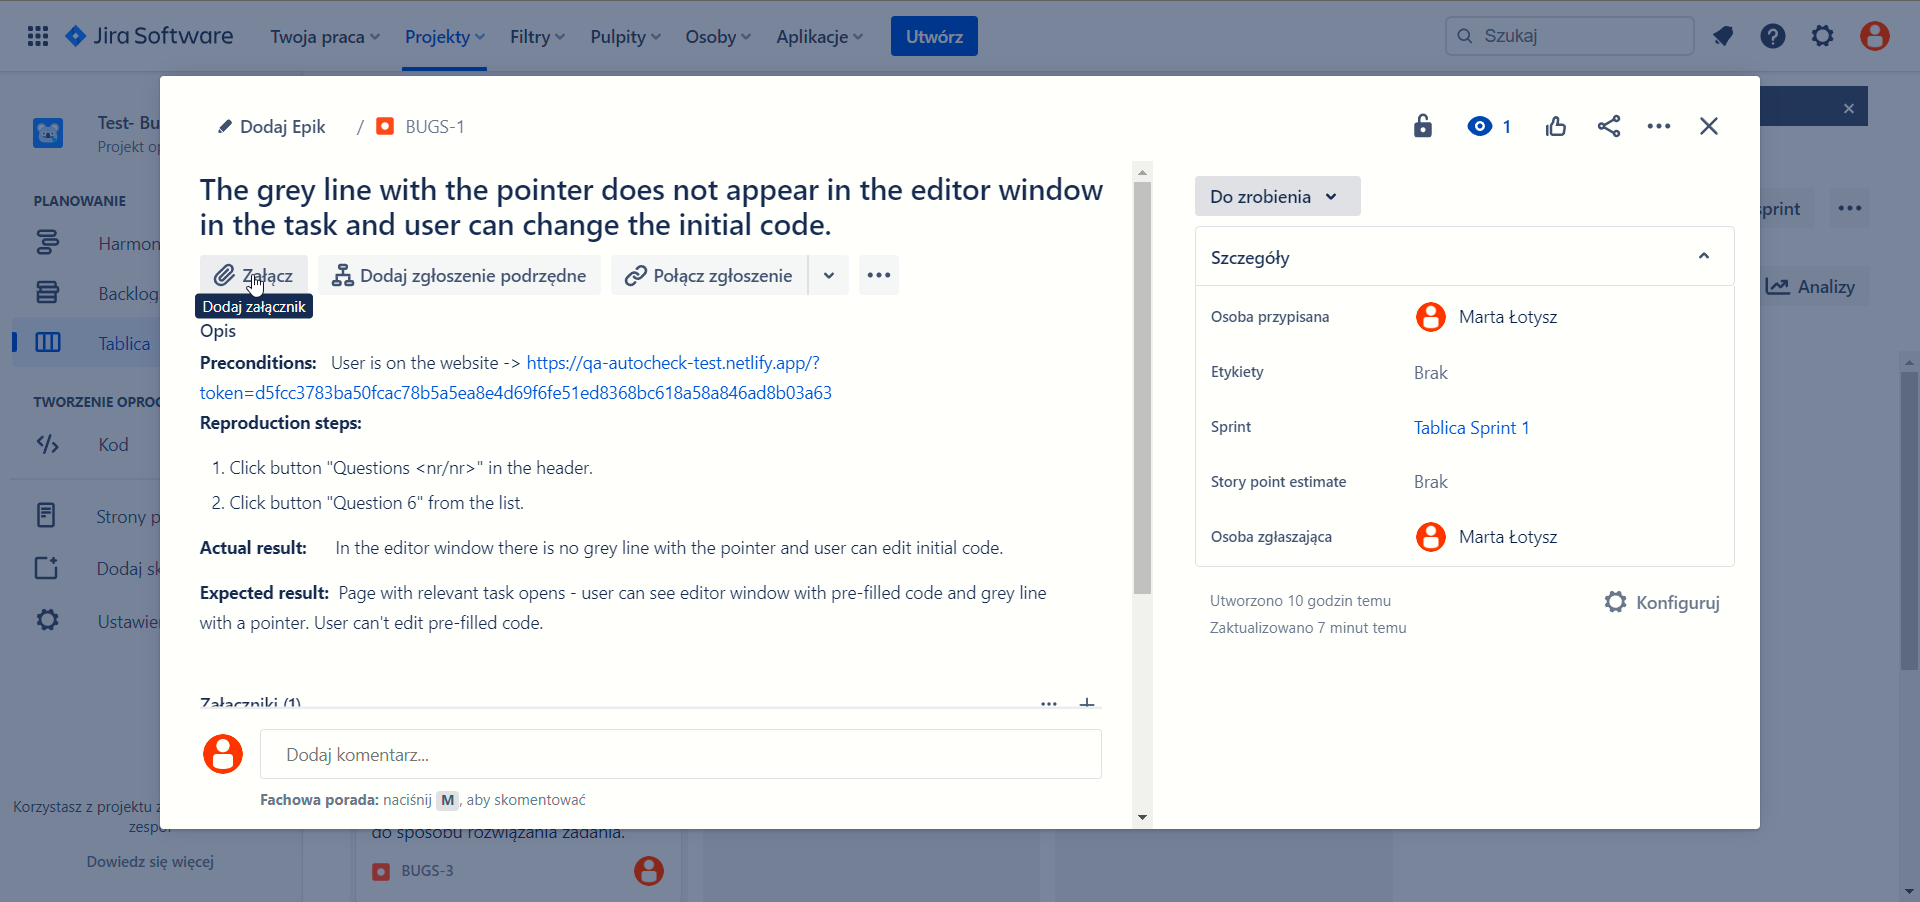 Jira Software
Twoja praca
Projekty
Filtry
Pulpity
Osoby
Aplikacje
Utwórz
Szukaj
Test- Bu
Projekt op
PLANOWANIE
Harmon
Backlog
Tablica
TWORZENIE OPROG
Kod
Strony p
Dodaj sk
Ustawie
Korzystasz z projektu z
zespo
Dowiedz się więcej
Dodaj Epik / BUGS-1
1
The grey line with the pointer does not appear in the editor window
in the task and user can change the initial code.
Załącz
Dodaj zgłoszenie podrzędne
Połącz zgłoszenie
Dodaj załącznik
Opis
Preconditions: User is on the website -> https://qa-autocheck-test.netlify.app/?
token=d5fcc3783ba50fcac78b5a5ea8e4d69f6fe51ed8368bc618a58a846ad8b03a63
Reproduction steps:
1. Click button "Questions <nr/nr>" in the header.
2. Click button "Question 6" from the list.
Actual result: In the editor window there is no grey line with the pointer and user can edit initial code.
Expected result: Page with relevant task opens - user can see editor window with pre-filled code and grey line
with a pointer. User can't edit pre-filled code.
Załączniki (1)
Dodaj komentarz...
Fachowa porada: naciśnij M, aby skomentować
Do zrobienia
Szczegóły
Osoba przypisana
Marta Łotysz
Etykiety
Brak
Sprint
Tablica Sprint 1
Story point estimate
Brak
Osoba zgłaszająca
Marta Łotysz
Utworzono 10 godzin temu
Zaktualizowano 7 minut temu
Konfiguruj
sprint
Analizy
do sposobu rozwiązania zadania.
BUGS-3